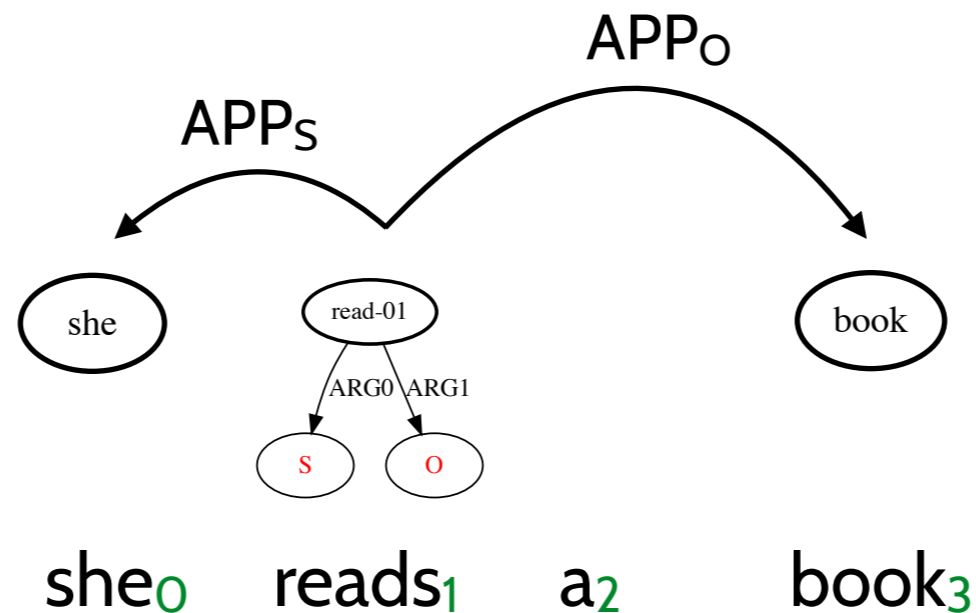 APPO
APPS
she read-01 book
ARG0 ARG1
S O
she0 reads1 a2 book3